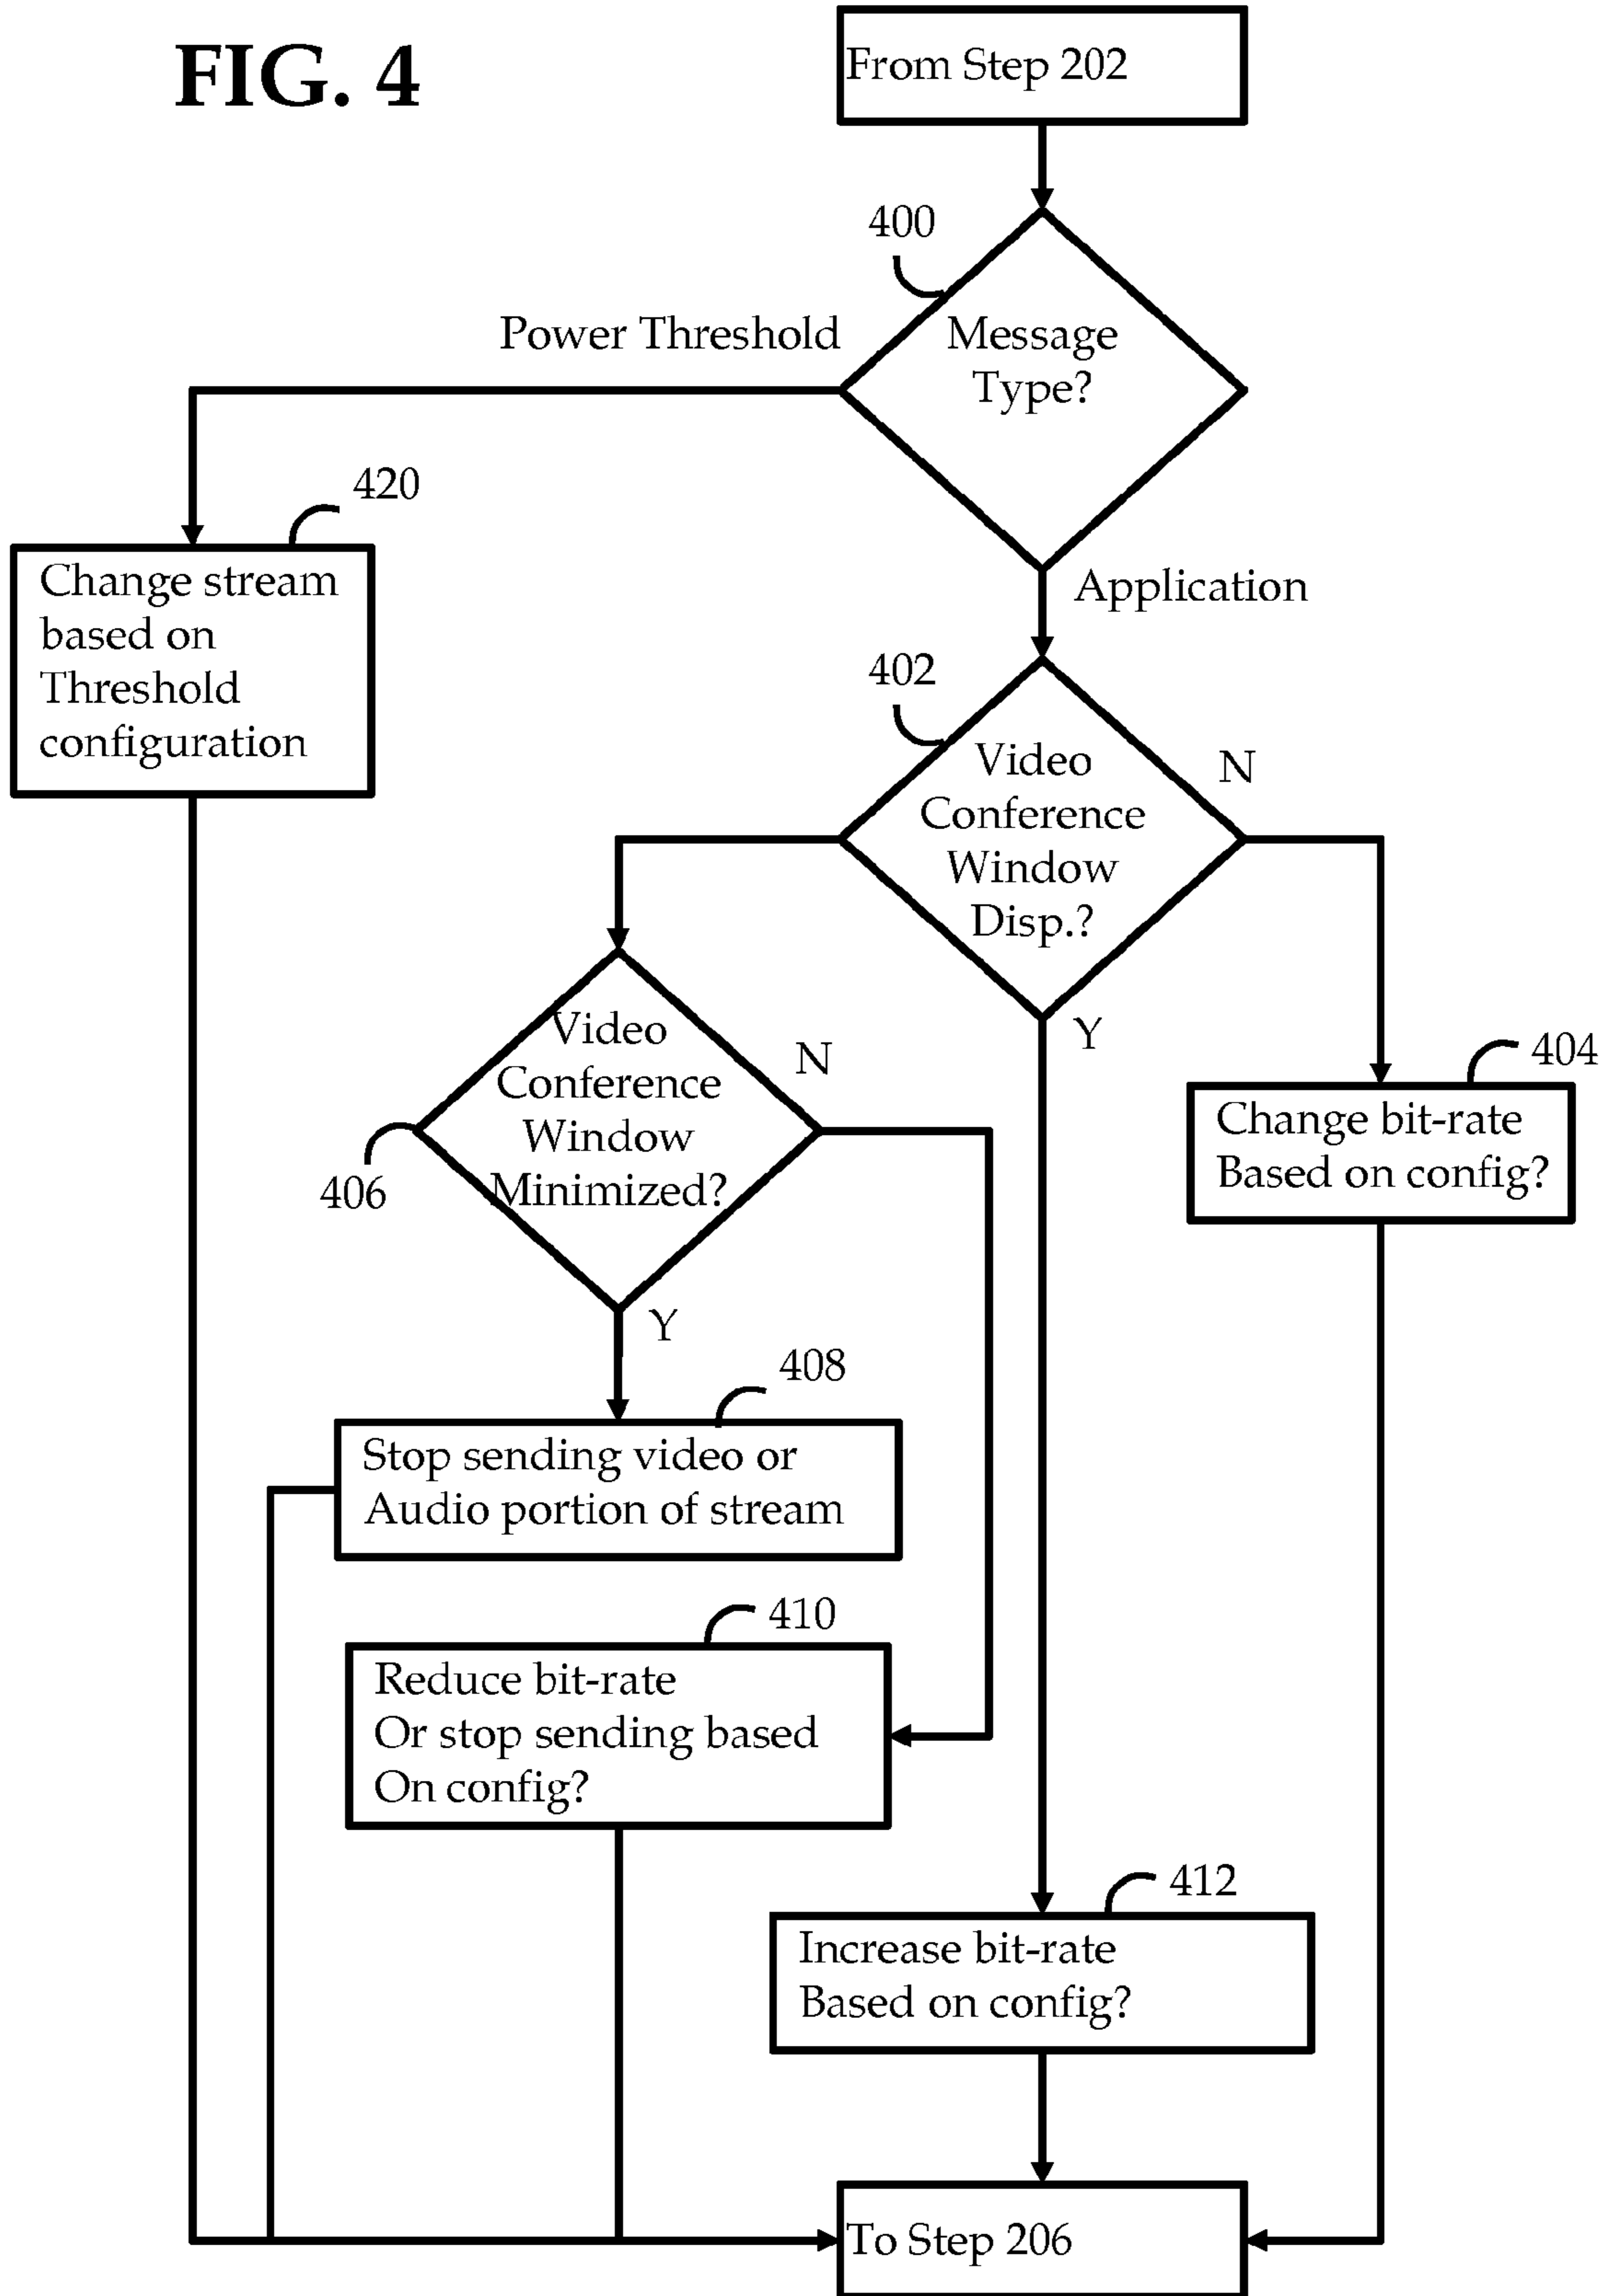 FIG. 4
From Step 202
400
Message
Type?
Power Threshold
Application
420
Change stream
based on
Threshold
configuration
402
Video
Conference
Window
Disp.?
N
Y
404
Change bit-rate
Based on config?
406
Video
Conference
Window
Minimized?
N
Y
408
Stop sending video or
Audio portion of stream
410
Reduce bit-rate
Or stop sending based
On config?
412
Increase bit-rate
Based on config?
To Step 206